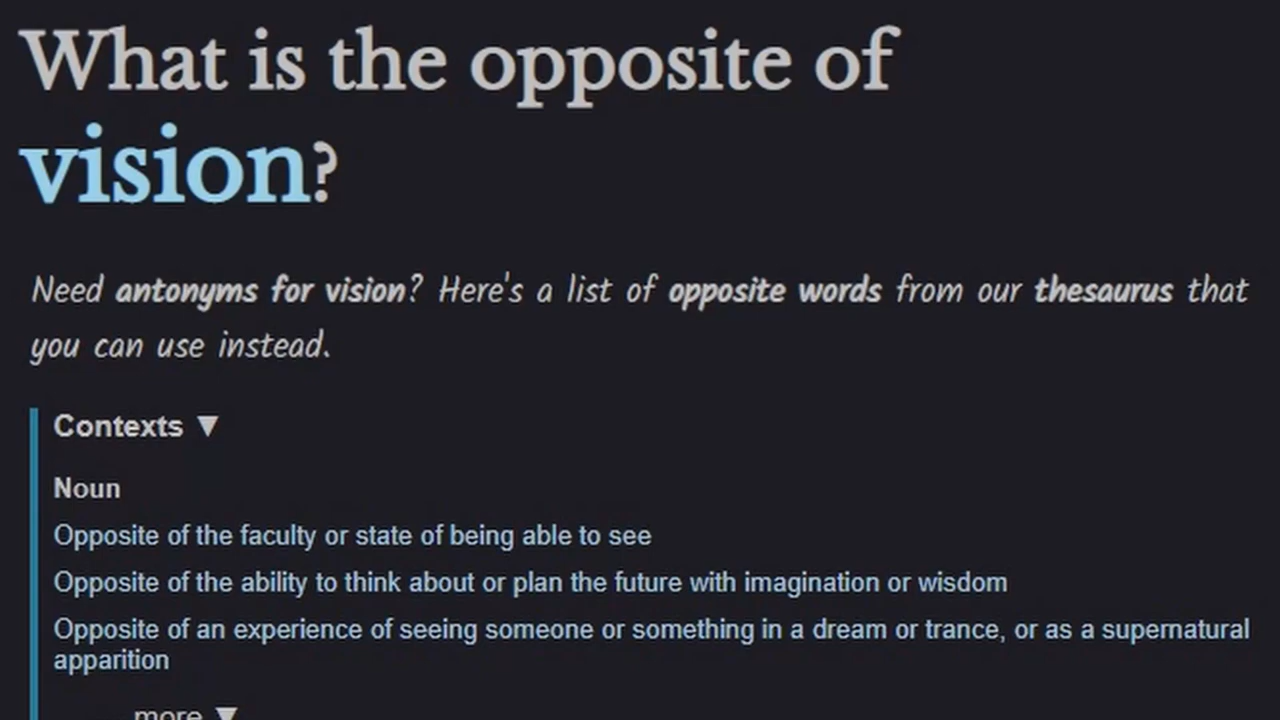 What is the opposite of
vision?
Need antonyms for vision? Here's a list of opposite words from our thesaurus that
you can use instead.
Contexts ▼
Noun
Opposite of the faculty or state of being able to see
Opposite of the ability to think about or plan the future with imagination or wisdom
Opposite of an experience of seeing someone or something in a dream or trance, or as a supernatural
apparition
more ▼